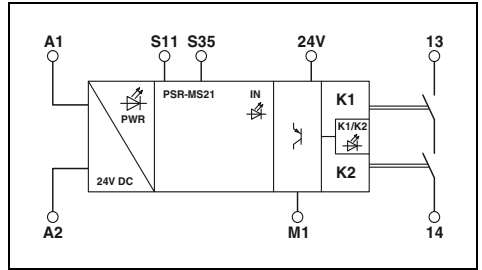 A1 S11 S35 24V 13
PSR-MS21 IN K1
PWR K1/K2
24V DC K2
A2 M1 14